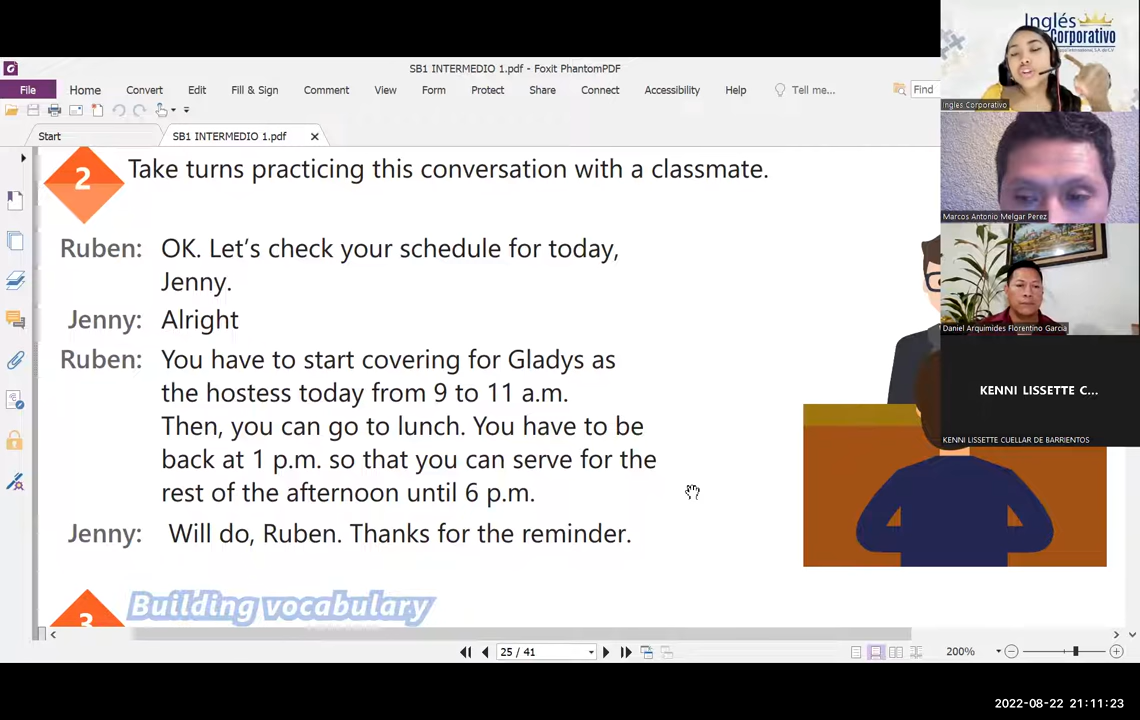 Inglés
Corporativo
SB1 INTERMEDIO 1.pdf - Foxit PhantomPDF
File Home Convert Edit Fill & Sign Comment View Form Protect Share Connect Accessibility Help Tell me... Find
Inglés Corporativo
Start SB1 INTERMEDIO 1.pdf
2 Take turns practicing this conversation with a classmate.
Marcos Antonio Melgar Perez
Ruben: OK. Let's check your schedule for today,
Jenny.
Jenny: Alright
Daniel Arquimides Florentino Garcia
Ruben: You have to start covering for Gladys as
the hostess today from 9 to 11 a.m.
KENNI LISSETTE C...
Then, you can go to lunch. You have to be
KENNI LISSETTE CUELLAR DE BARRIENTOS
back at 1 p.m. so that you can serve for the
rest of the afternoon until 6 p.m.
Jenny: Will do, Ruben. Thanks for the reminder.
3 Building vocabulary
25 / 41 200%
2022-08-22 21:11:23